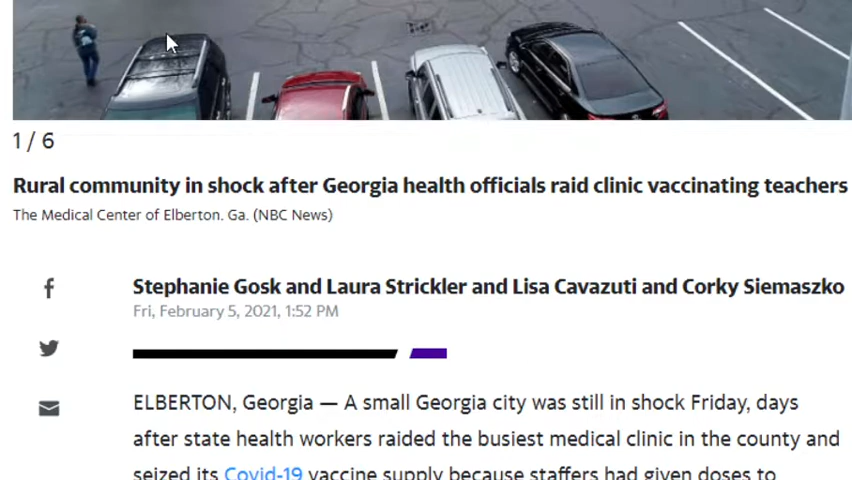 1 / 6
Rural community in shock after Georgia health officials raid clinic vaccinating teachers
The Medical Center of Elberton. Ga. (NBC News)
Stephanie Gosk and Laura Strickler and Lisa Cavazuti and Corky Siemaszko
Fri, February 5, 2021, 1:52 PM
ELBERTON, Georgia — A small Georgia city was still in shock Friday, days
after state health workers raided the busiest medical clinic in the county and
seized its Covid-19 vaccine supply because staffers had given doses to